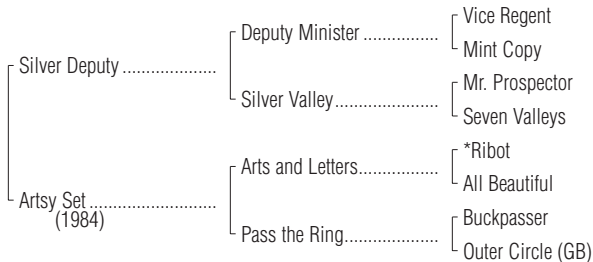 Vice Regent
Deputy Minister ..................
Mint Copy
Silver Deputy .....................
Mr. Prospector
Silver Valley.........................
Seven Valleys
*Ribot
Arts and Letters...................
All Beautiful
Artsy Set ............................
(1984)
Buckpasser
Pass the Ring......................
Outer Circle (GB)